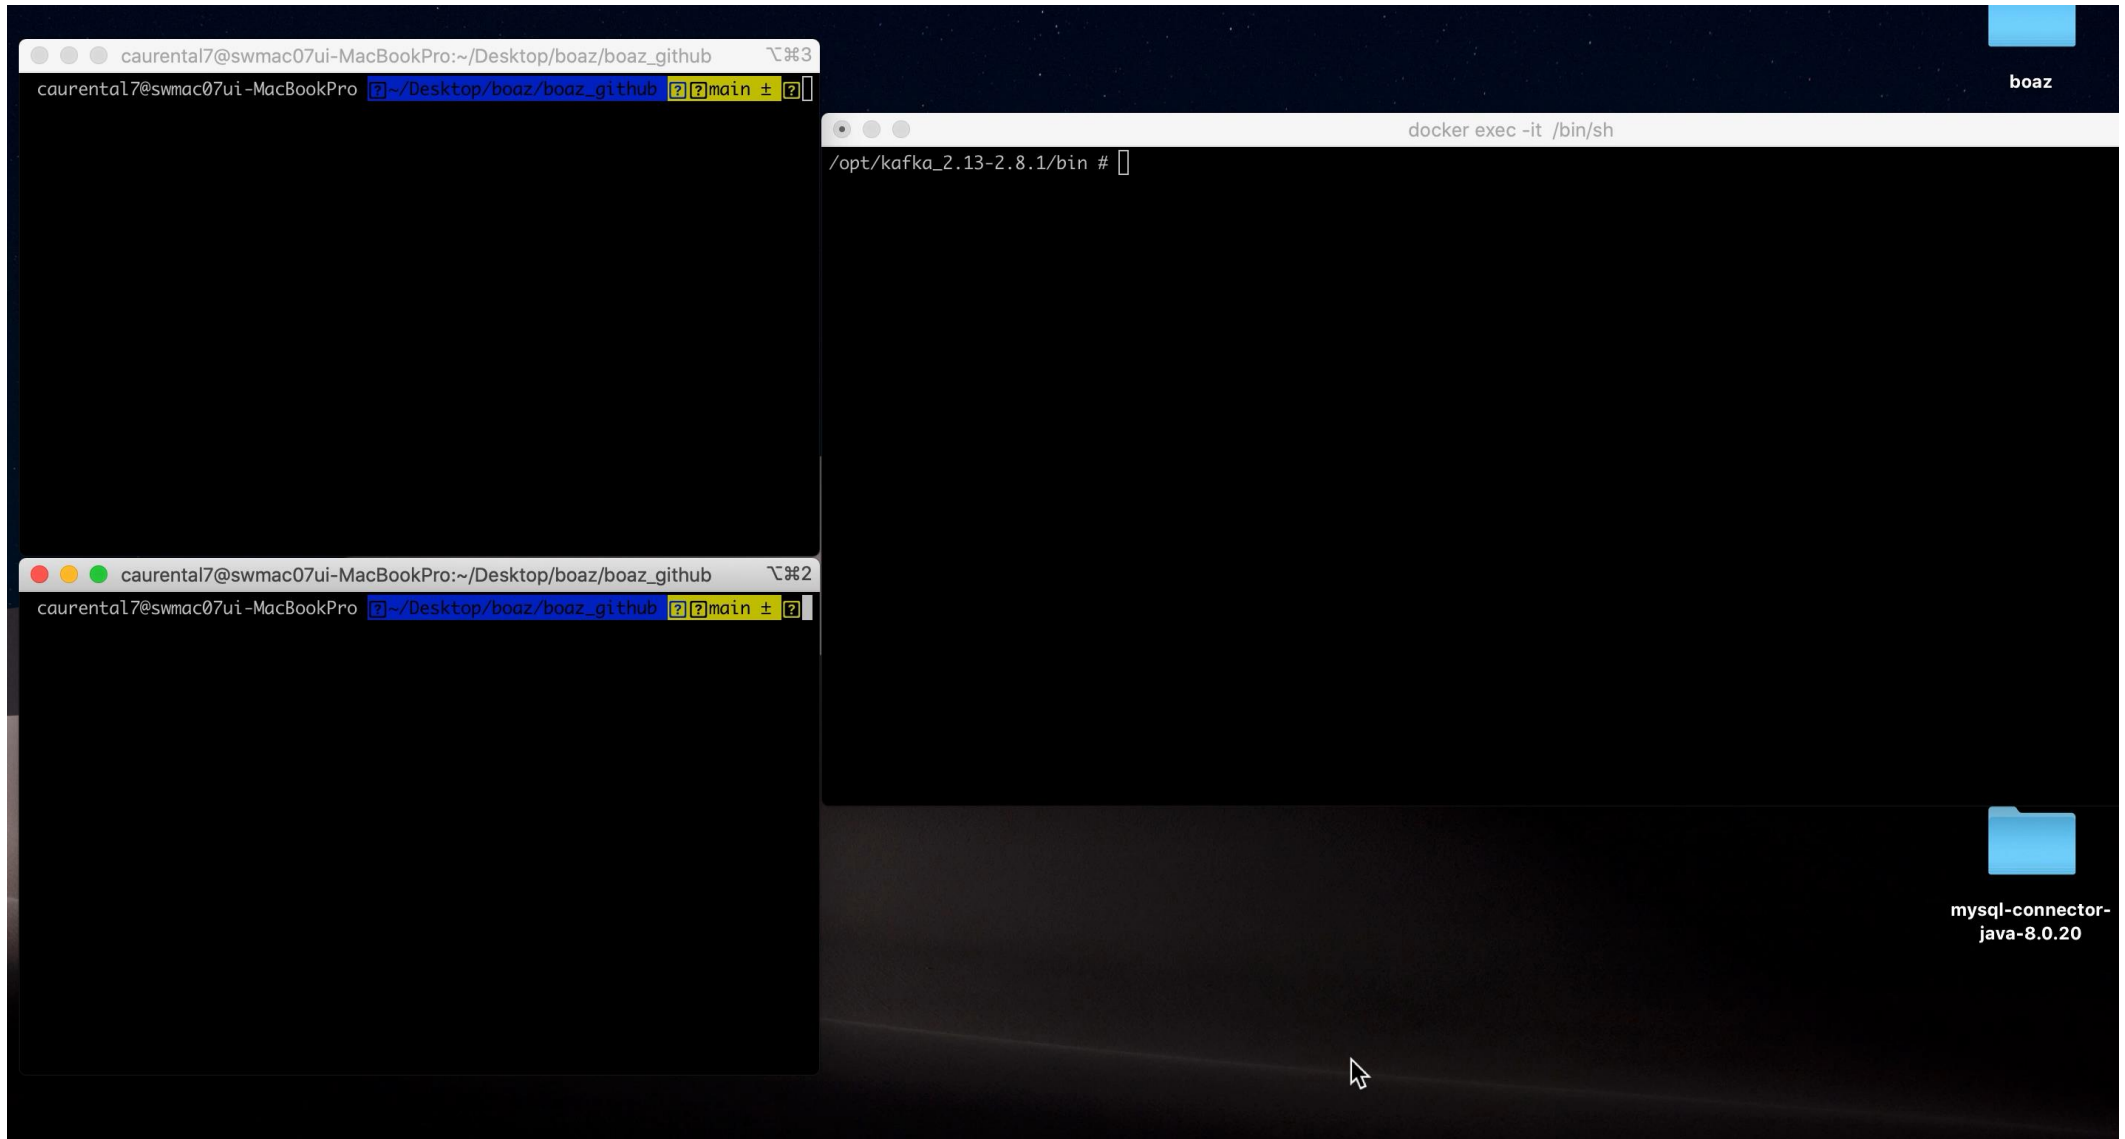 caurental7@swmac07ui-MacBookPro:~/Desktop/boaz/boaz_github ⌥⌘3
caurental7@swmac07ui-MacBookPro ~/Desktop/boaz/boaz_github main ±
boaz
docker exec -it /bin/sh
/opt/kafka_2.13-2.8.1/bin #
caurental7@swmac07ui-MacBookPro:~/Desktop/boaz/boaz_github ⌥⌘2
caurental7@swmac07ui-MacBookPro ~/Desktop/boaz/boaz_github main ±
mysql-connector-
java-8.0.20